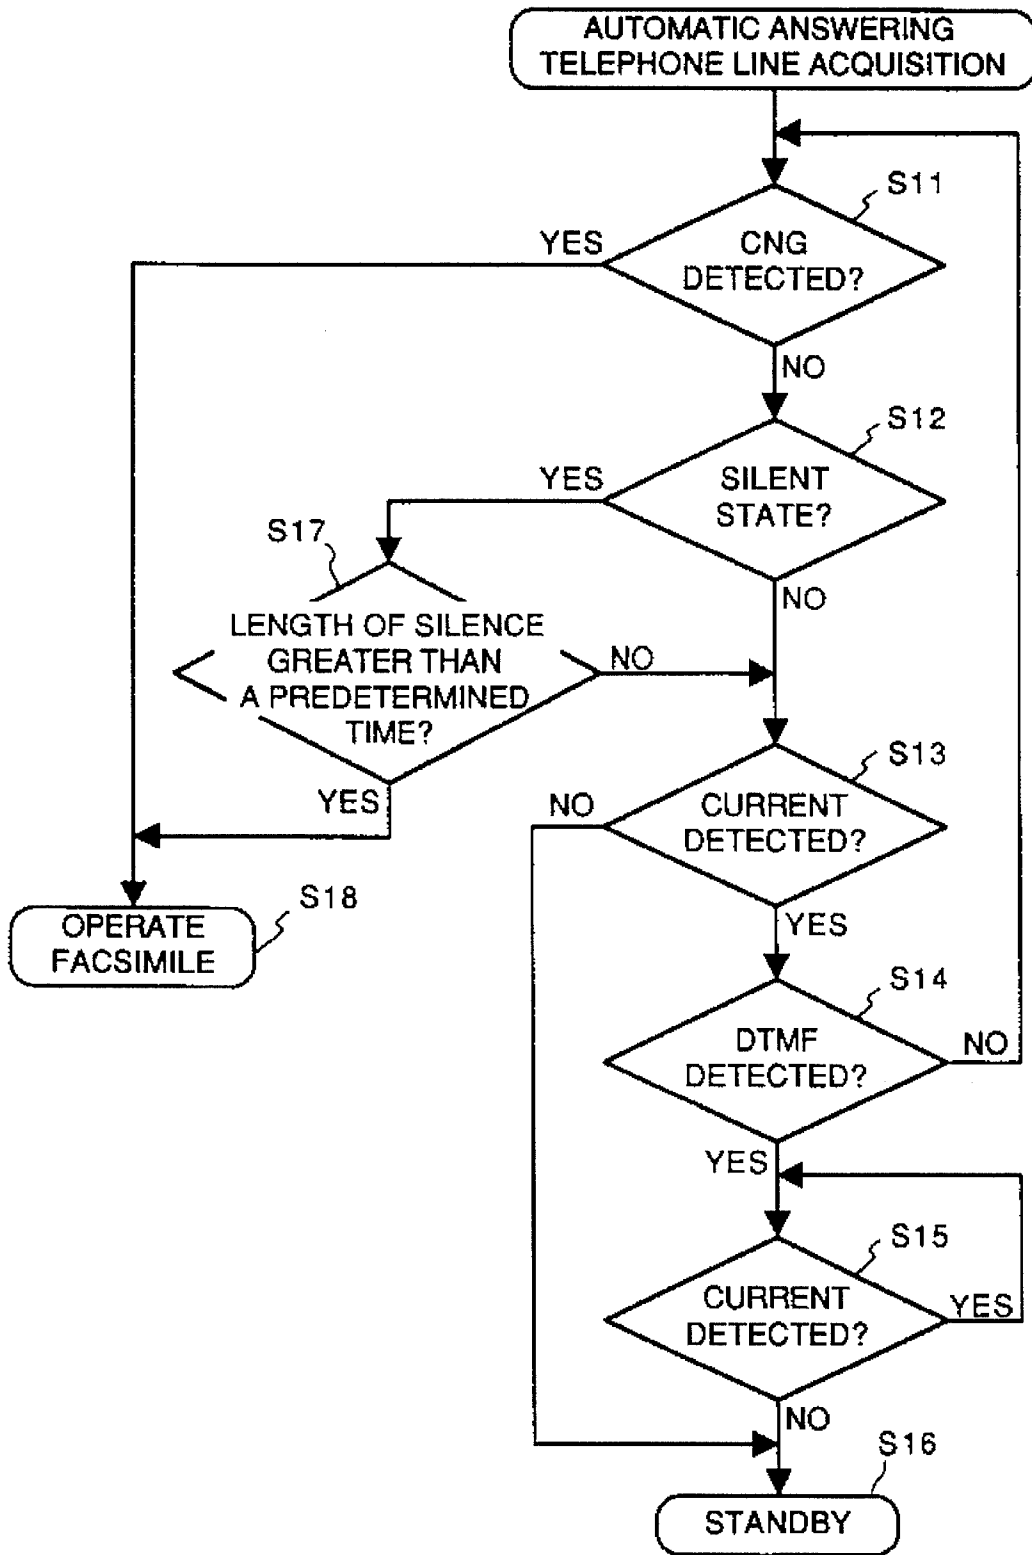 AUTOMATIC ANSWERING
TELEPHONE LINE ACQUISITION
S11
YES
CNG
DETECTED?
NO
S12
YES
SILENT
STATE?
S17
NO
LENGTH OF SILENCE
GREATER THAN
A PREDETERMINED
TIME?
NO
YES
S13
NO
CURRENT
DETECTED?
YES
S18
OPERATE
FACSIMILE
S14
DTMF
DETECTED?
NO
YES
S15
CURRENT
DETECTED?
YES
NO
S16
STANDBY